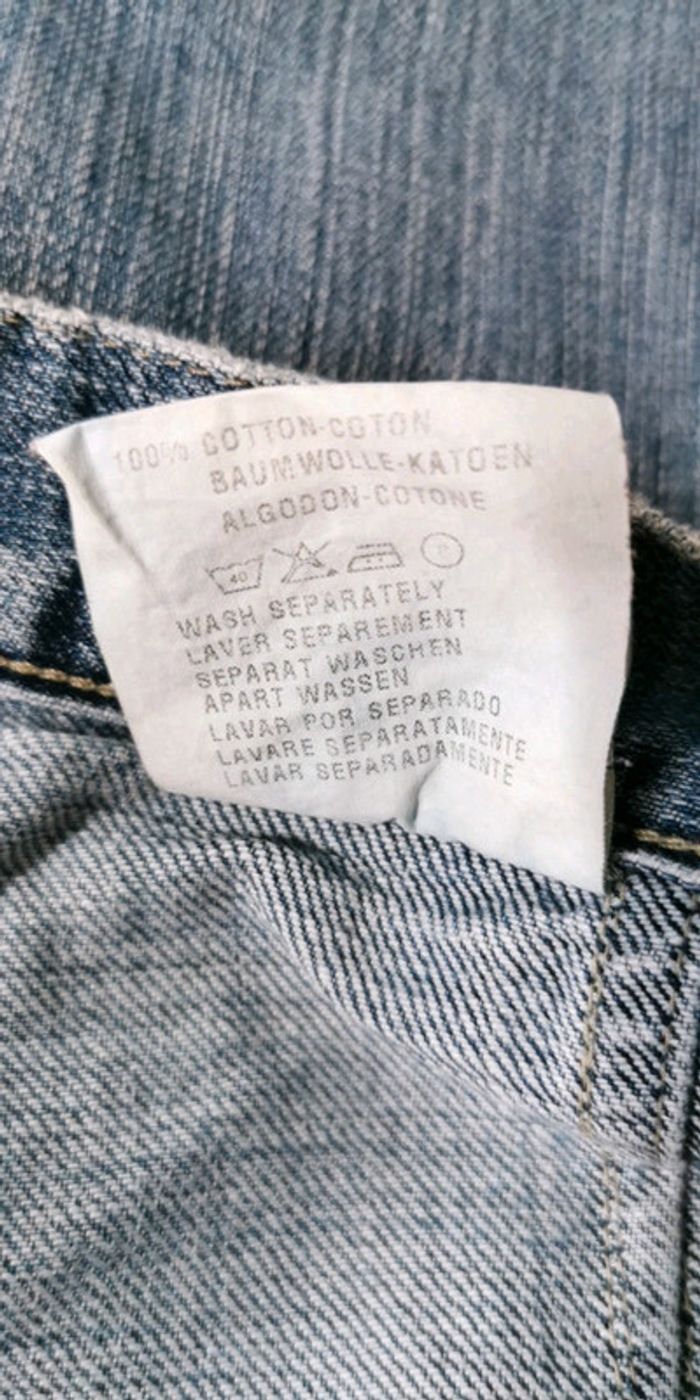 100% COTTON-COTON
BAUMWOLLE-KATOEN
ALGODON-COTONE
40
WASH SEPARATELY
LAVER SEPAREMENT
SEPARAT WASCHEN
APART WASSEN
LAVAR POR SEPARADO
LAVARE SEPARATAMENTE
LAVAR SEPARADAMENTE